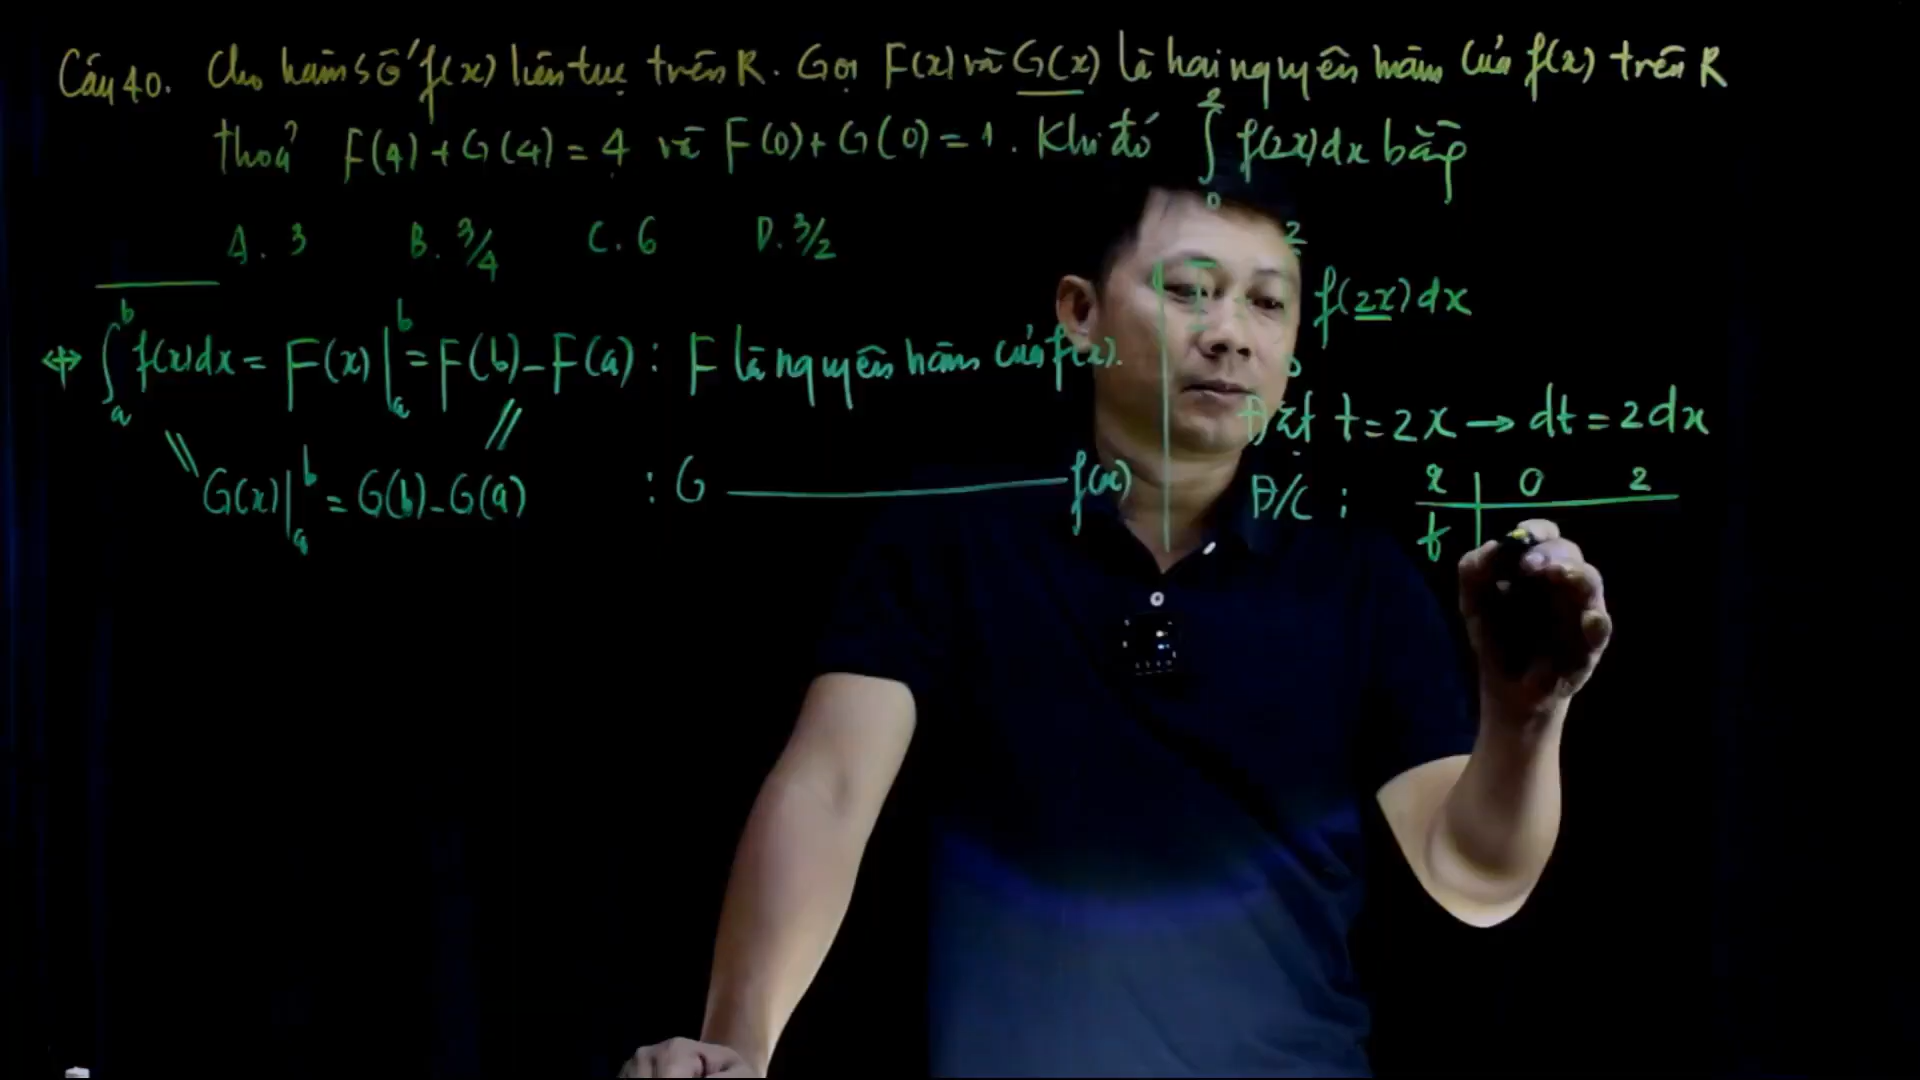 Câu 40. Cho hàm số f(x) liên tục trên R. Gọi F(x) và G(x) là hai nguyên hàm của f(x) trên R
thoả F(4) + G(4) = 4 và F(0) + G(0) = 1. Khi đó ∫₀² f(2x)dx bằng
A. 3 B. 3/4 C. 6 D. 3/2
∫ₐᵇ f(x)dx = F(x)|ₐᵇ = F(b) - F(a) : F là nguyên hàm của f(x).
G(x)|ₐᵇ = G(b) - G(a) : G ——— f(x)
2
f(2x)dx
0
Đặt t = 2x → dt = 2dx
Đ/C : x | 0 2
t |